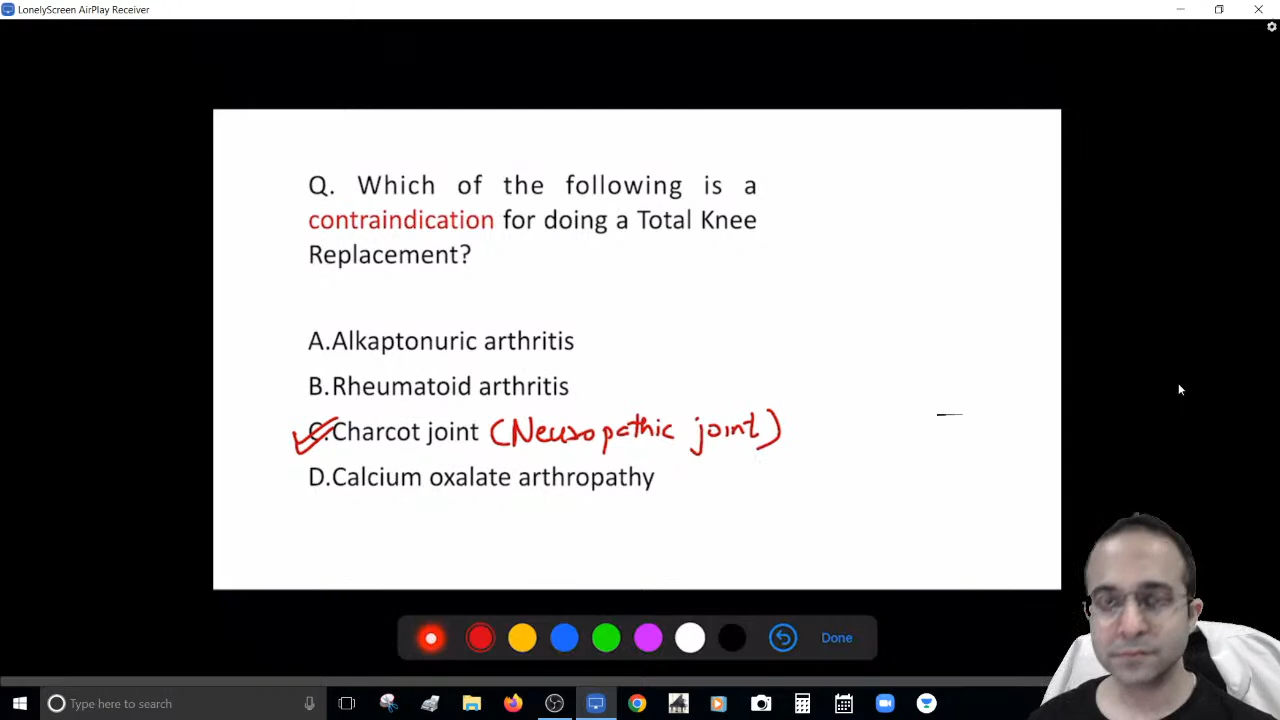 LonelyScreen AirPlay Receiver
Q. Which of the following is a
contraindication for doing a Total Knee
Replacement?
A.Alkaptonuric arthritis
B.Rheumatoid arthritis
C.Charcot joint (Neuropathic joint)
D.Calcium oxalate arthropathy
Done
Type here to search